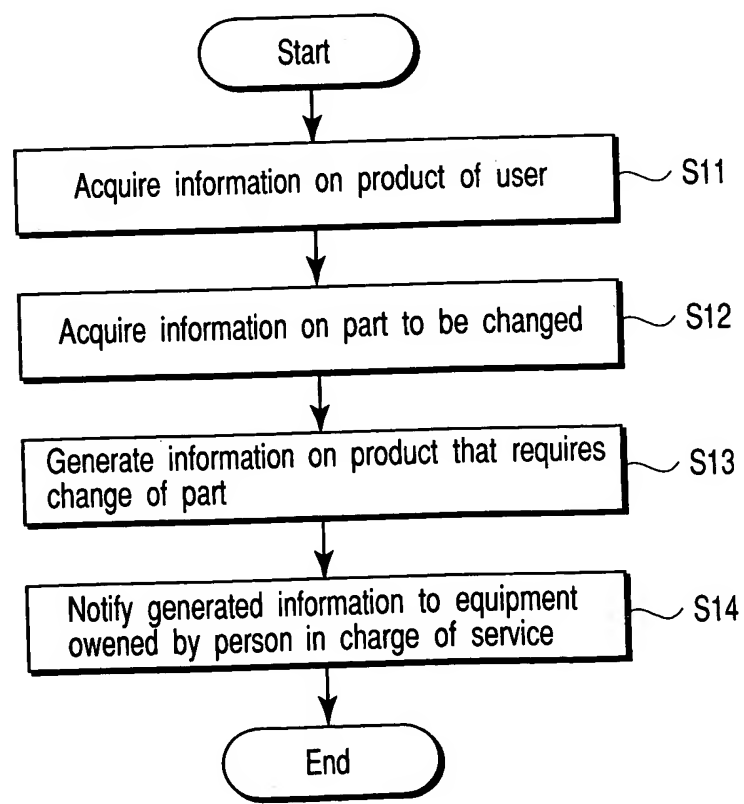 Start
Acquire information on product of user
S11
Acquire information on part to be changed
S12
Generate information on product that requires
change of part
S13
Notify generated information to equipment
owened by person in charge of service
S14
End